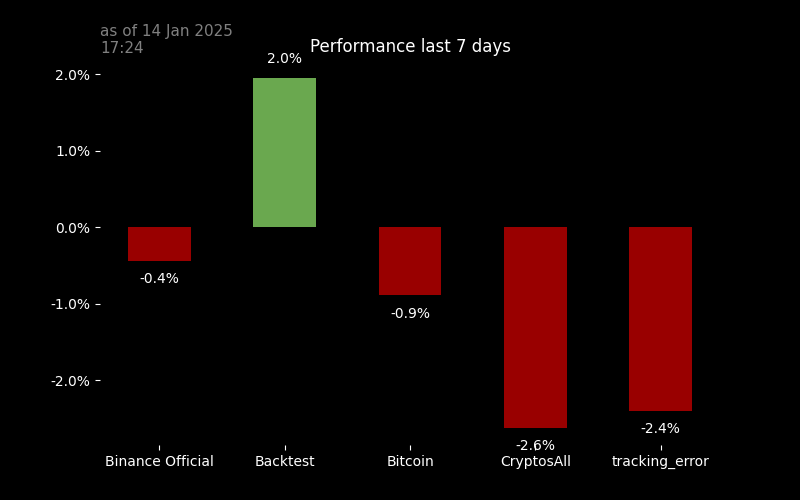 as of 14 Jan 2025
17:24
Performance last 7 days
2.0%
2.0%
1.0%
0.0%
-0.4%
-0.9%
-1.0%
-2.0%
-2.4%
-2.6%
Binance Official
Backtest
Bitcoin
CryptosAll
tracking_error